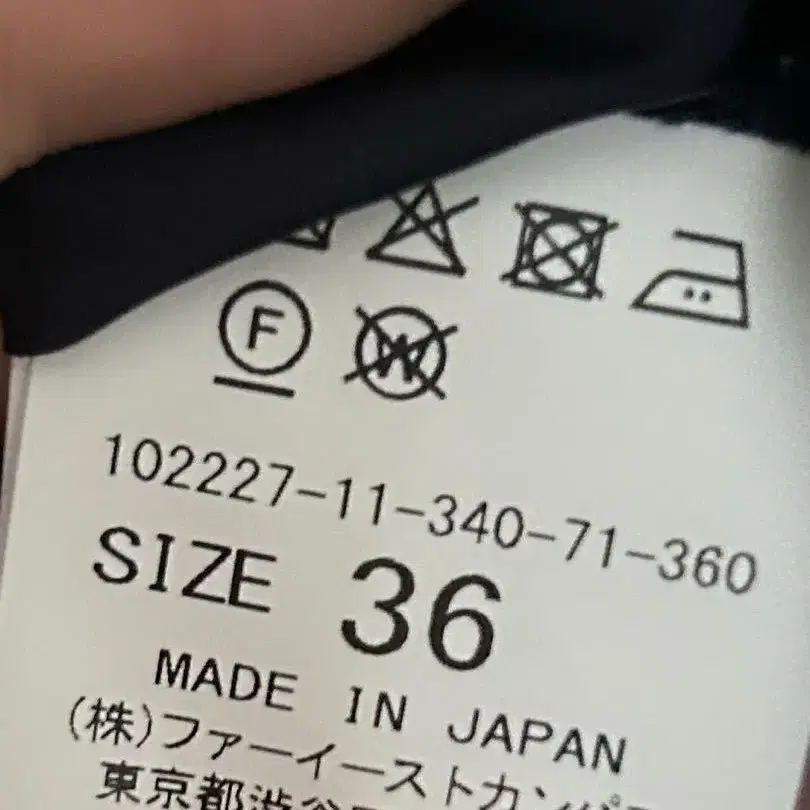 F W
102227-11-340-71-360
SIZE 36
MADE IN JAPAN
(株)ファーイーストカンパ
東京都渋谷